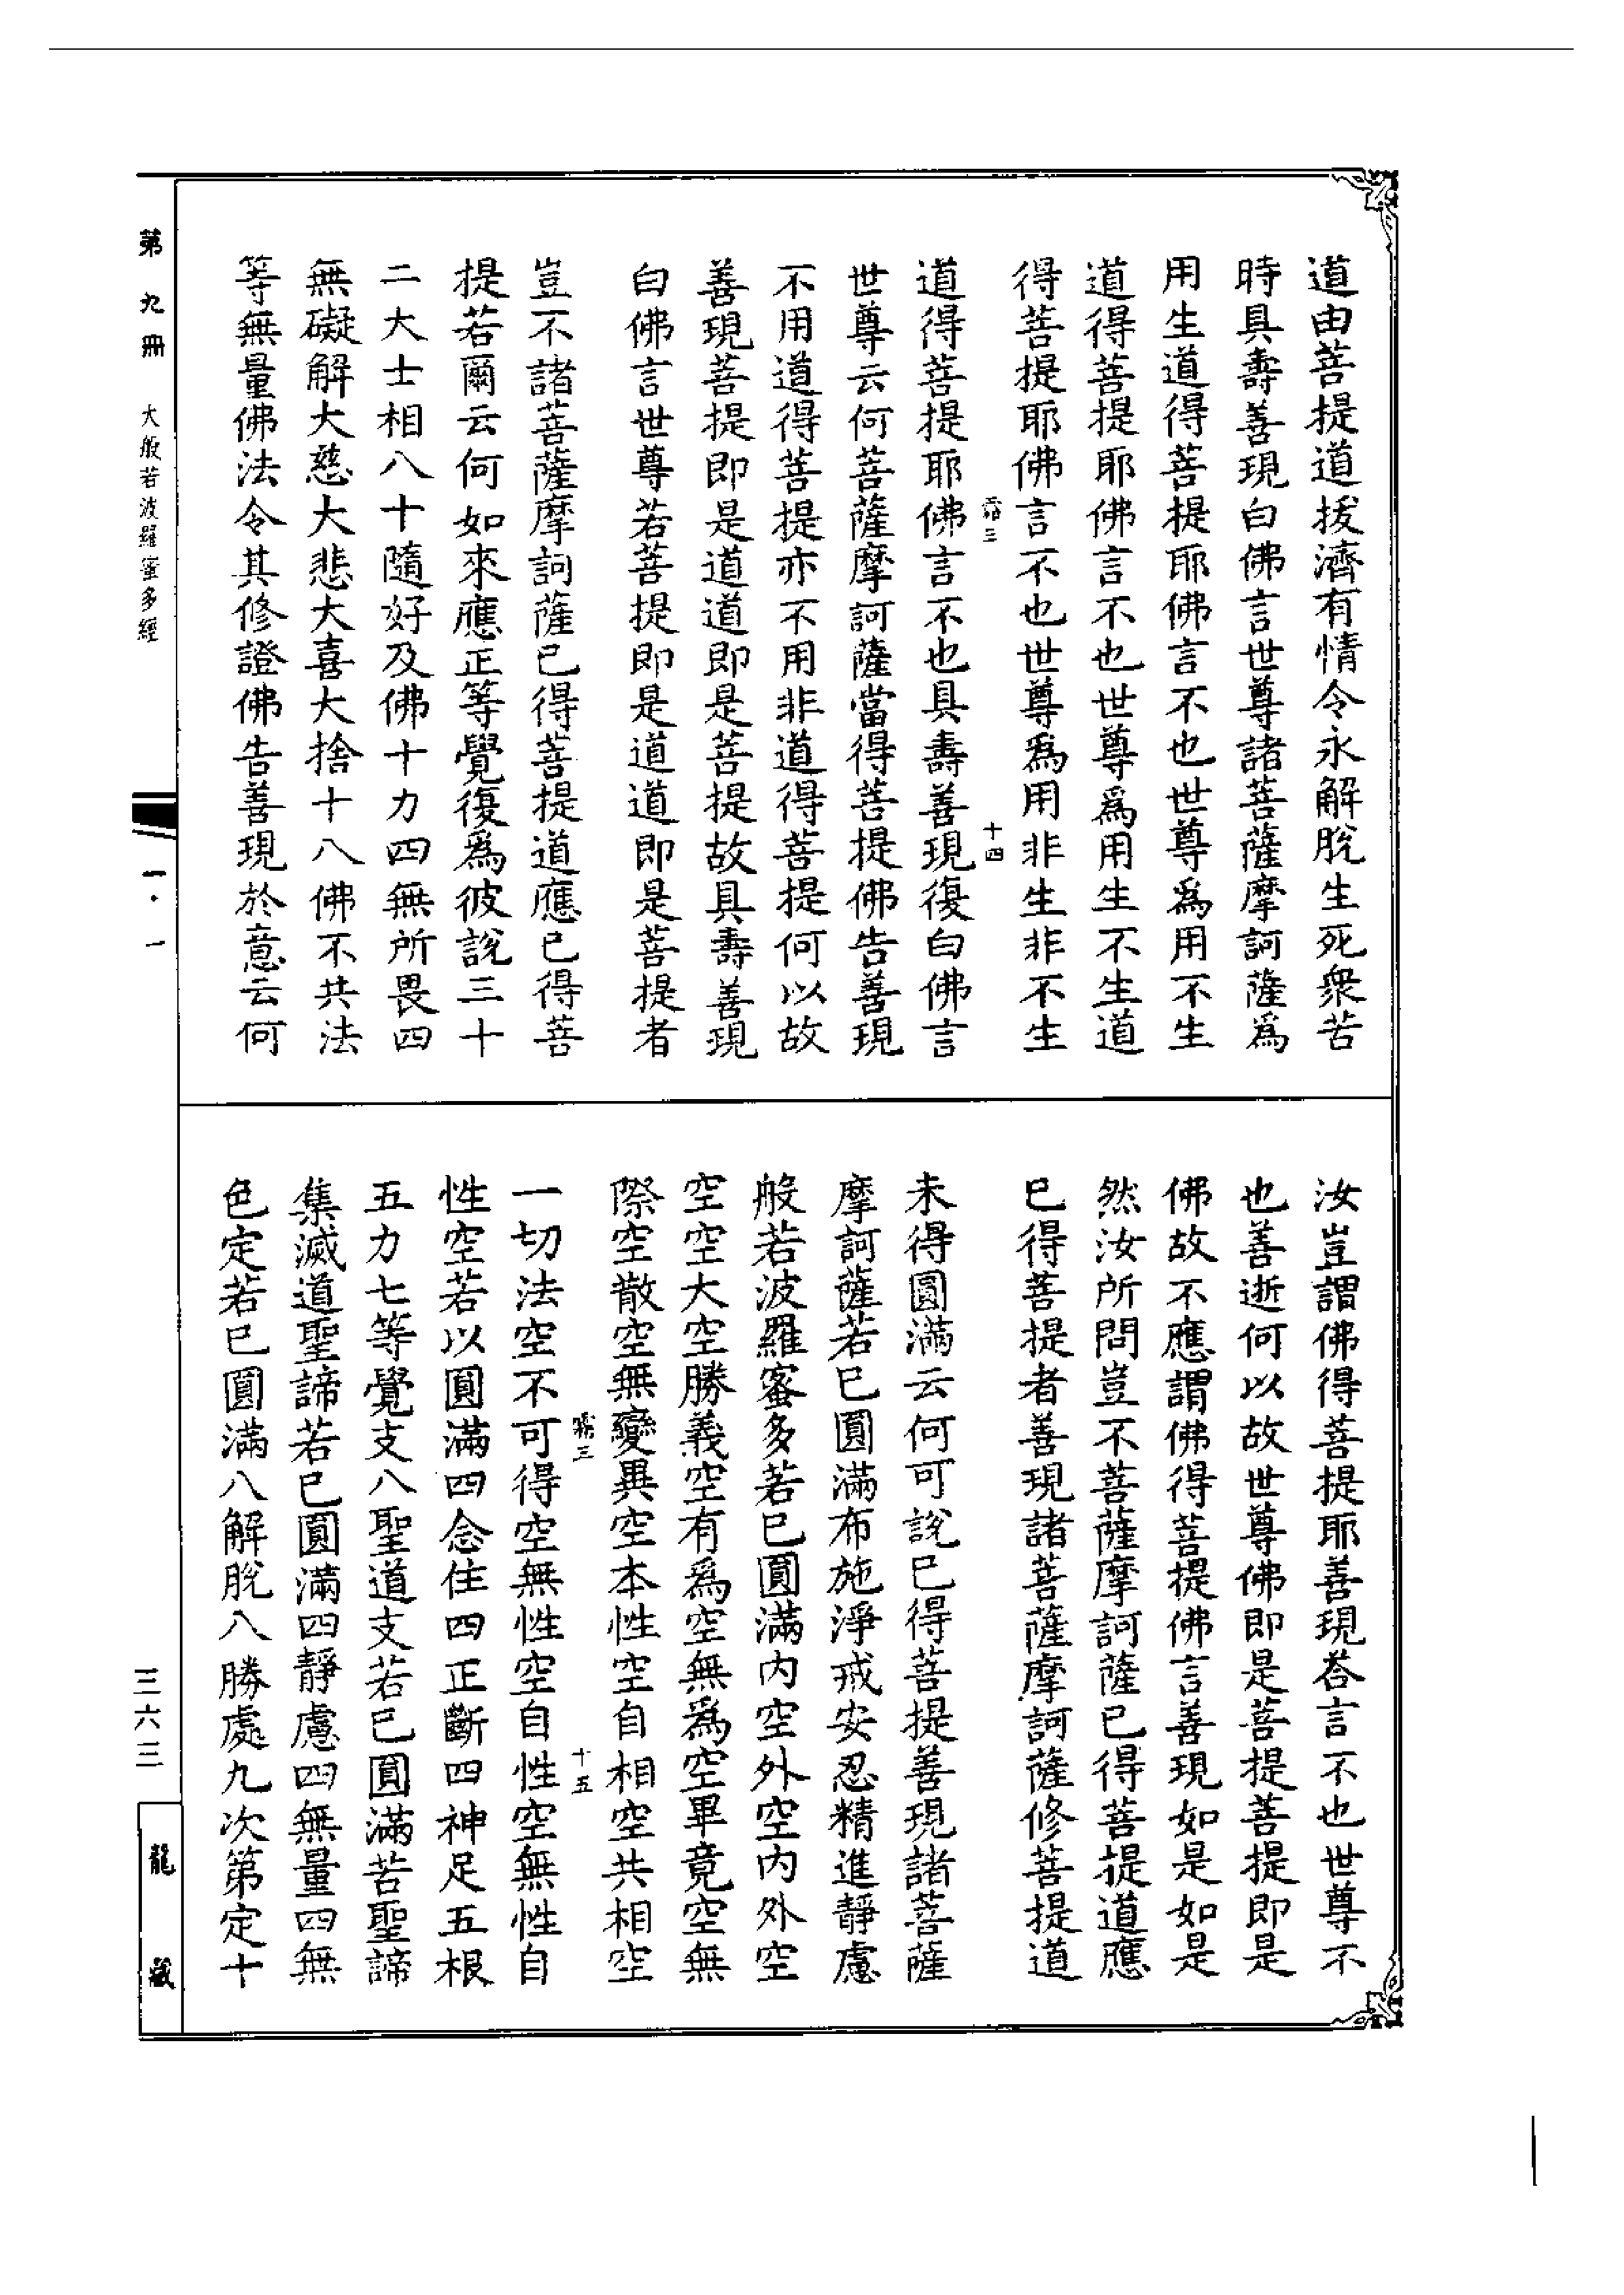 道由菩提道拔濟有情令永解脫生死衆苦
時具壽善現白佛言世尊諸菩薩摩訶薩爲
用生道得菩提耶佛言不也世尊爲用不生
道得菩提耶佛言不也世尊爲用生不生道
得菩提耶佛言不也世尊爲用非生非不生
霧三
十四
道得菩提耶佛言不也具壽善現復白佛言
世尊云何菩薩摩訶薩當得菩提佛告善現
不用道得菩提亦不用非道得菩提何以故
善現菩提即是道道即是菩提故具壽善現
白佛言世尊若菩提即是道道即是菩提者
豈不諸菩薩摩訶薩已得菩提道應已得菩
提若爾云何如來應正等覺復爲彼說三十
二大士相八十隨好及佛十力四無所畏四
無礙解大慈大悲大喜大捨十八佛不共法
等無量佛法令其修證佛告善現於意云何
汝豈謂佛得菩提耶善現荅言不也世尊不
也善逝何以故世尊佛即是菩提菩提即是
佛故不應謂佛得菩提佛言善現如是如是
然汝所問豈不菩薩摩訶薩已得菩提道應
已得菩提者善現諸菩薩摩訶薩修菩提道
未得圓滿云何可說已得菩提善現諸菩薩
摩訶薩若已圓滿布施淨戒安忍精進靜慮
般若波羅蜜多若已圓滿內空外空內外空
空空大空勝義空有爲空無爲空畢竟空無
際空散空無變異空本性空自相空共相空
霧三
十五
一切法空不可得空無性空自性空無性自
性空若以圓滿四念住四正斷四神足五根
五力七等覺支八聖道支若已圓滿苦聖諦
集滅道聖諦若已圓滿四靜慮四無量四無
色定若已圓滿八解脫八勝處九次第定十
第九冊 大般若波羅蜜多經
一·一
三六三
龍藏